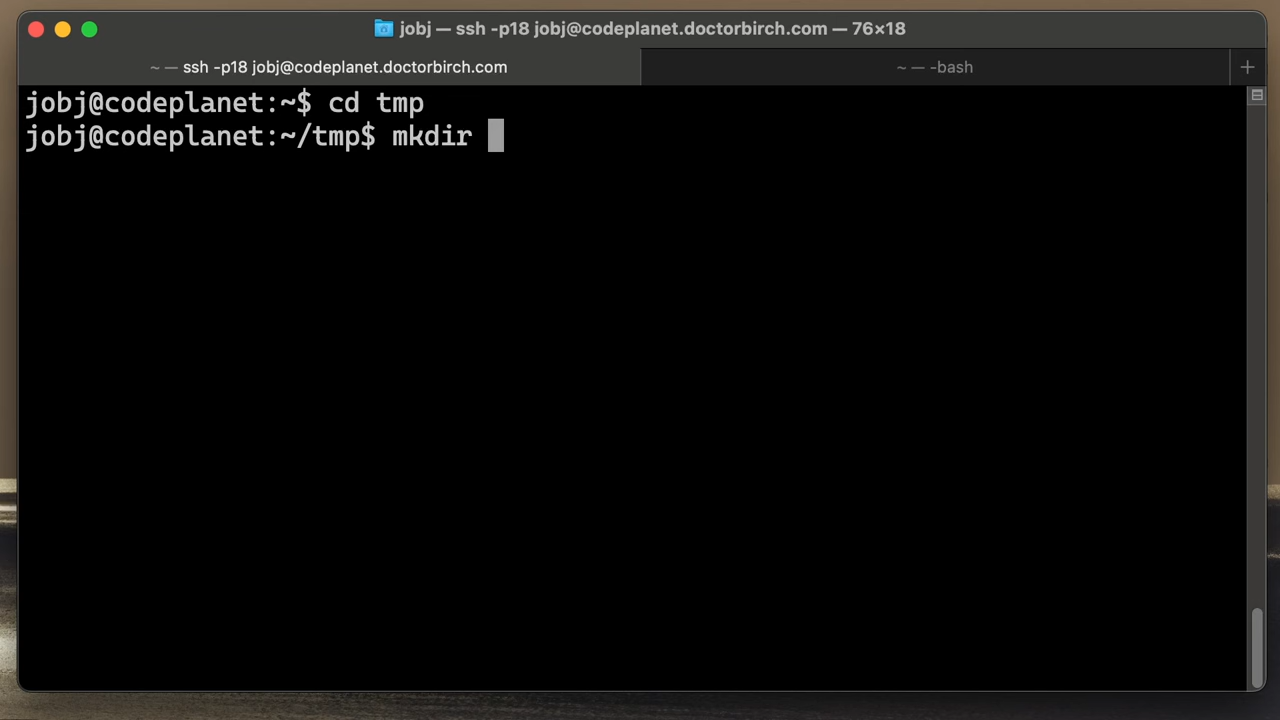 jobj — ssh -p18 jobj@codeplanet.doctorbirch.com — 76×18
~ — ssh -p18 jobj@codeplanet.doctorbirch.com
~ — -bash
+
jobj@codeplanet:~$ cd tmp
jobj@codeplanet:~/tmp$ mkdir